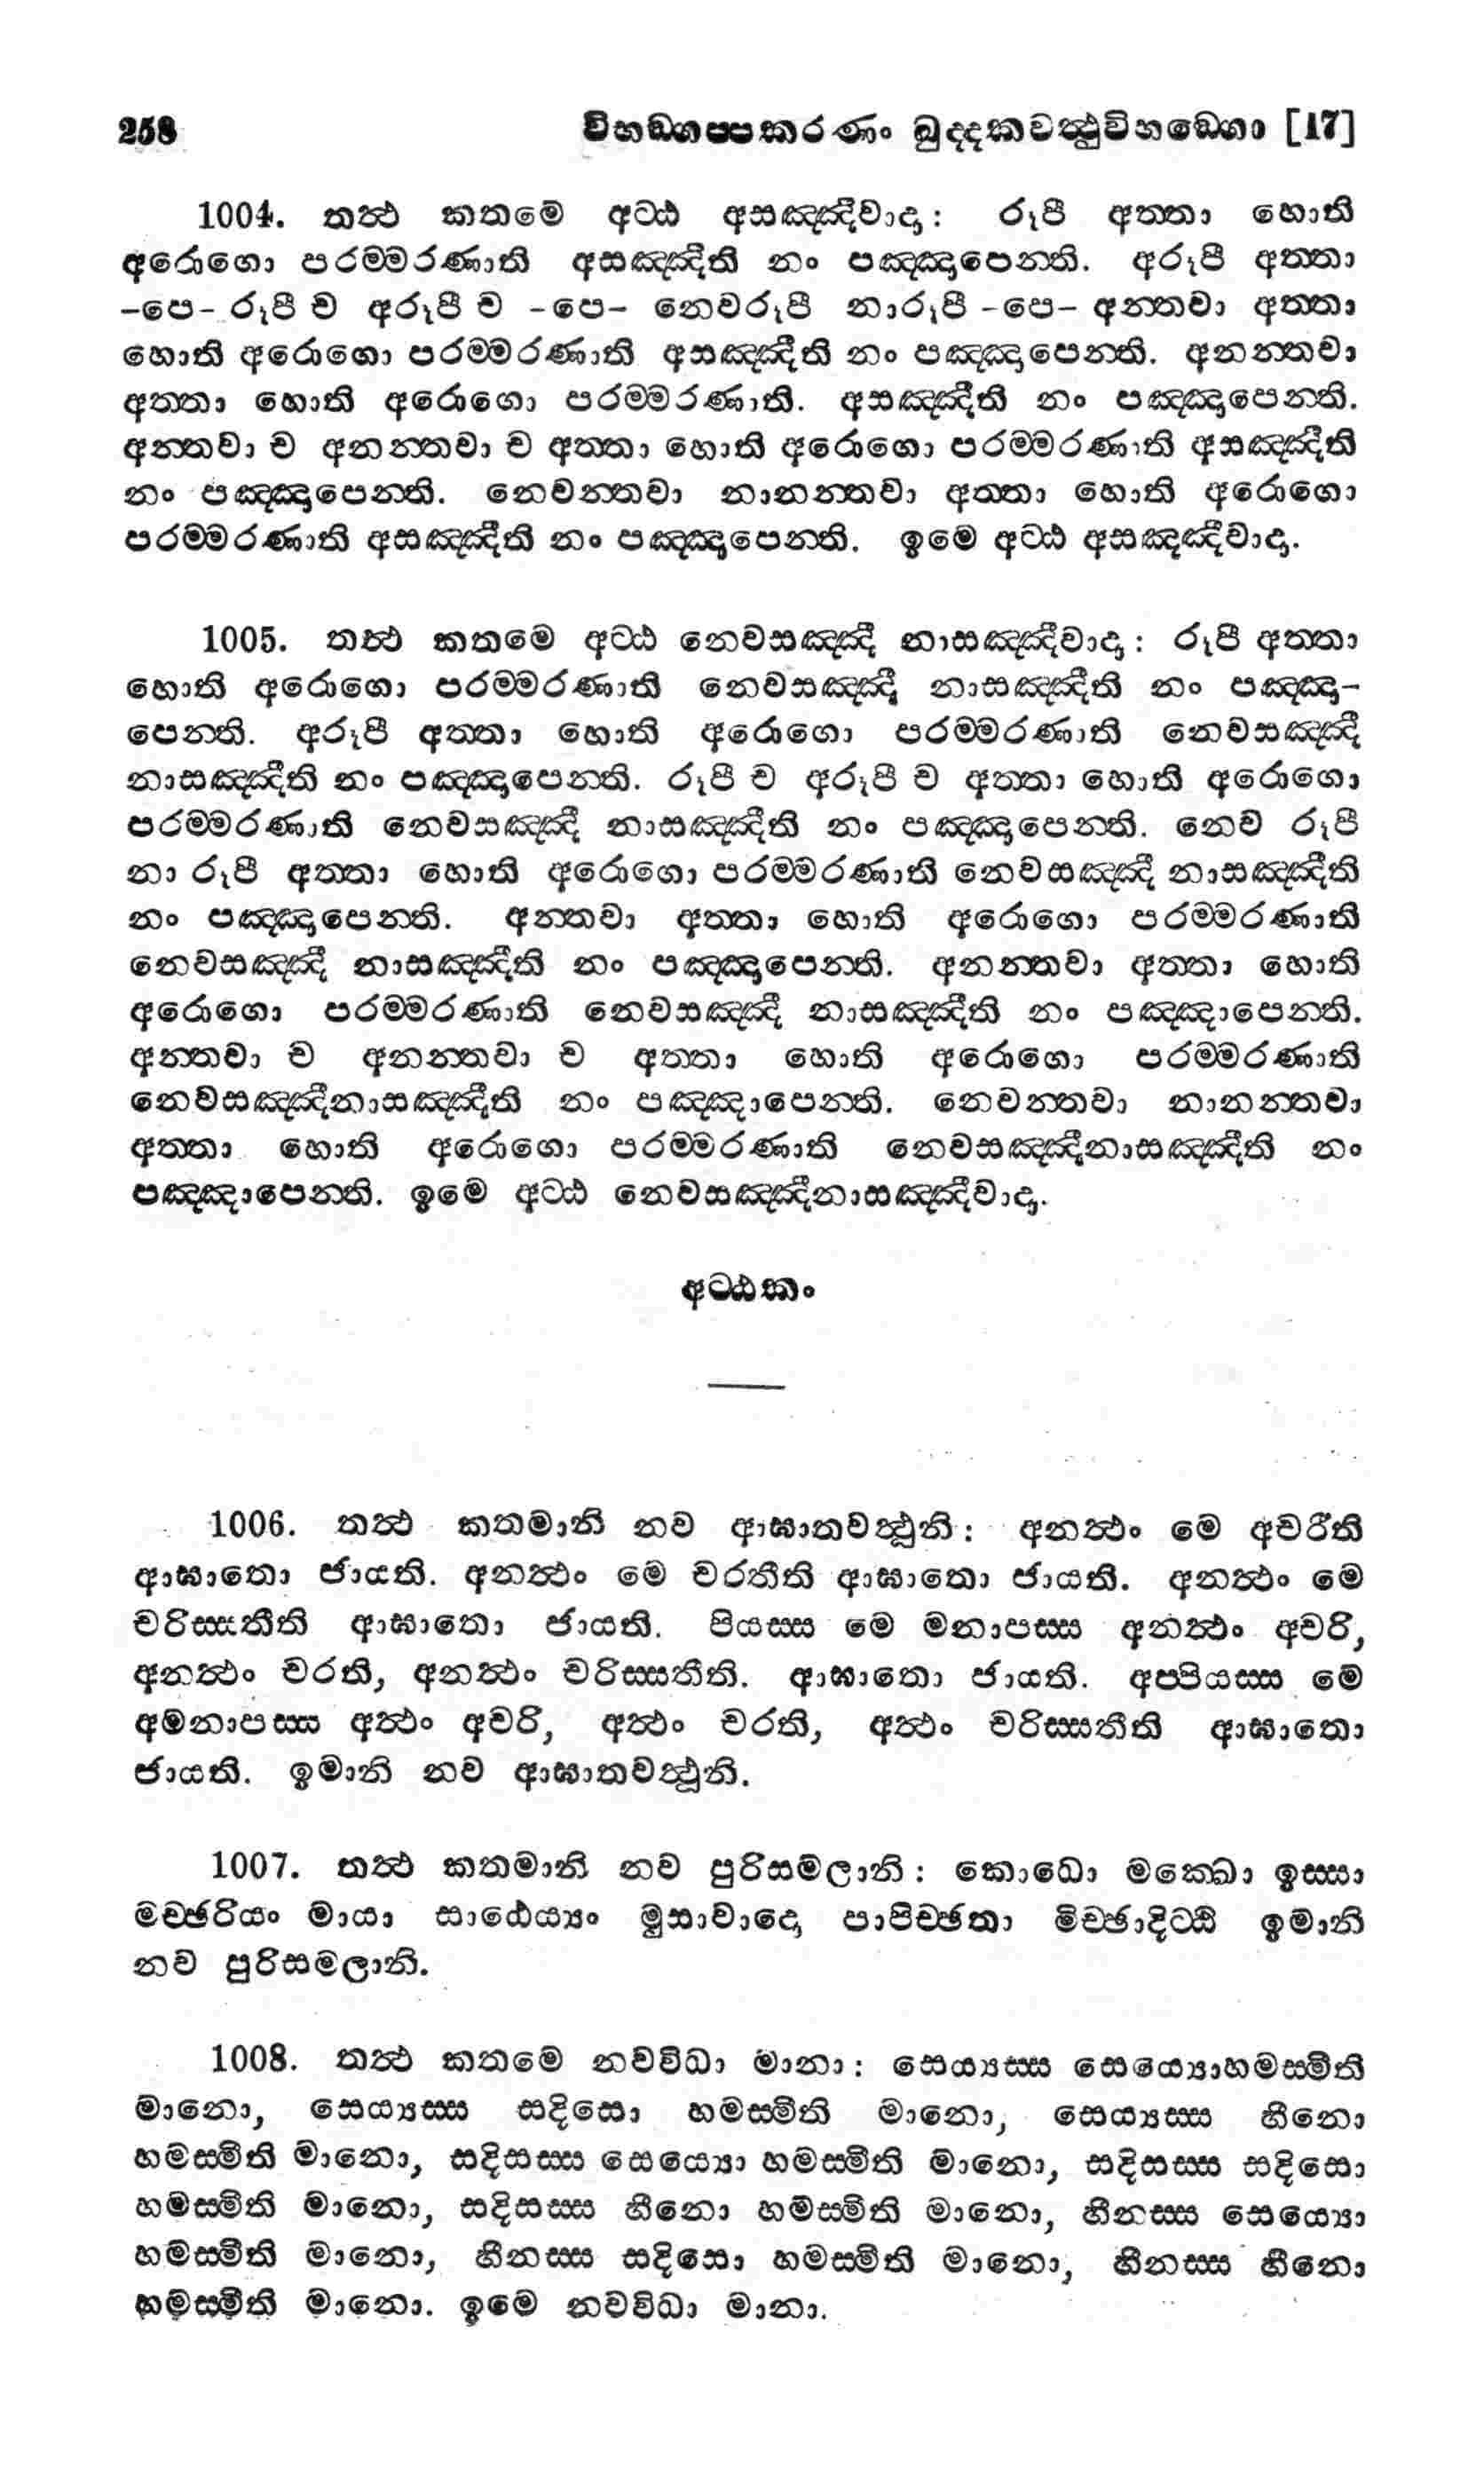 258 විභඞ්ගප්පකරණං ඛුද්දකවත්ථුවිභඞ්ගො [17]
1004. තත්ථ කතමෙ අට්ඨ අසඤ්ඤීවාදා: රූපී අත්තා හොති
අරොගො පරම්මරණාති අසඤ්ඤීති නං පඤ්ඤාපෙන්ති. අරූපී අත්තා
-පෙ- රූපී ච අරූපී ච -පෙ- නෙවරූපී නාරූපී -පෙ- අන්තවා අත්තා
හොති අරොගො පරම්මරණාති අසඤ්ඤීති නං පඤ්ඤාපෙන්ති. අනන්තවා
අත්තා හොති අරොගො පරම්මරණාති. අසඤ්ඤීති නං පඤ්ඤාපෙන්ති.
අන්තවා ච අනන්තවා ච අත්තා හොති අරොගො පරම්මරණාති අසඤ්ඤීති
නං පඤ්ඤාපෙන්ති. නෙවන්තවා නානන්තවා අත්තා හොති අරොගො
පරම්මරණාති අසඤ්ඤීති නං පඤ්ඤාපෙන්ති. ඉමෙ අට්ඨ අසඤ්ඤීවාදා.
1005. තත්ථ කතමෙ අට්ඨ නෙවසඤ්ඤී නාසඤ්ඤීවාදා: රූපී අත්තා
හොති අරොගො පරම්මරණාති නෙවසඤ්ඤී නාසඤ්ඤීති නං පඤ්ඤා-
පෙන්ති. අරූපී අත්තා හොති අරොගො පරම්මරණාති නෙවසඤ්ඤී
නාසඤ්ඤීති නං පඤ්ඤාපෙන්ති. රූපී ච අරූපී ච අත්තා හොති අරොගො
පරම්මරණාති නෙවසඤ්ඤී නාසඤ්ඤීති නං පඤ්ඤාපෙන්ති. නෙව රූපී
නා රූපී අත්තා හොති අරොගො පරම්මරණාති නෙවසඤ්ඤී නාසඤ්ඤීති
නං පඤ්ඤාපෙන්ති. අන්තවා අත්තා හොති අරොගො පරම්මරණාති
නෙවසඤ්ඤී නාසඤ්ඤීති නං පඤ්ඤාපෙන්ති. අනන්තවා අත්තා හොති
අරොගො පරම්මරණාති නෙවසඤ්ඤී නාසඤ්ඤීති නං පඤ්ඤාපෙන්ති.
අන්තවා ච අනන්තවා ච අත්තා හොති අරොගො පරම්මරණාති
නෙවසඤ්ඤීනාසඤ්ඤීති නං පඤ්ඤාපෙන්ති. නෙවන්තවා නානන්තවා
අත්තා හොති අරොගො පරම්මරණාති නෙවසඤ්ඤීනාසඤ්ඤීති නං
පඤ්ඤාපෙන්ති. ඉමෙ අට්ඨ නෙවසඤ්ඤීනාසඤ්ඤීවාදා.
අට්ඨකං
1006. තත්ථ කතමානි නව ආඝාතවත්ථූනි: අනත්ථං මෙ අචරීති
ආඝාතො ජායති. අනත්ථං මෙ චරතීති ආඝාතො ජායති. අනත්ථං මෙ
චරිස්සතීති ආඝාතො ජායති. පියස්ස මෙ මනාපස්ස අනත්ථං අචරි,
අනත්ථං චරති, අනත්ථං චරිස්සතීති. ආඝාතො ජායති. අප්පියස්ස මෙ
අමනාපස්ස අත්ථං අචරි, අත්ථං චරති, අත්ථං චරිස්සතීති ආඝාතො
ජායති. ඉමානි නව ආඝාතවත්ථූනි.
1007. තත්ථ කතමානි නව පුරිසමලානි: කොධො මක්ඛො ඉස්සා
මච්ඡරියං මායා සාඨෙය්‍යං මුසාවාදො පාපිච්ඡතා මිච්ඡාදිට්ඨි ඉමානි
නව පුරිසමලානි.
1008. තත්ථ කතමෙ නවවිධා මානා: සෙය්‍යස්ස සෙය්‍යොහමස්මීති
මානො, සෙය්‍යස්ස සදිසො හමස්මීති මානො, සෙය්‍යස්ස හීනො
හමස්මීති මානො, සදිසස්ස සෙය්‍යො හමස්මීති මානො, සදිසස්ස සදිසො
හමස්මීති මානො, සදිසස්ස හීනො හමස්මීති මානො, හීනස්ස සෙය්‍යො
හමස්මීති මානො, හීනස්ස සදිසො හමස්මීති මානො, හීනස්ස හීනො
හමස්මීති මානො. ඉමෙ නවවිධා මානා.